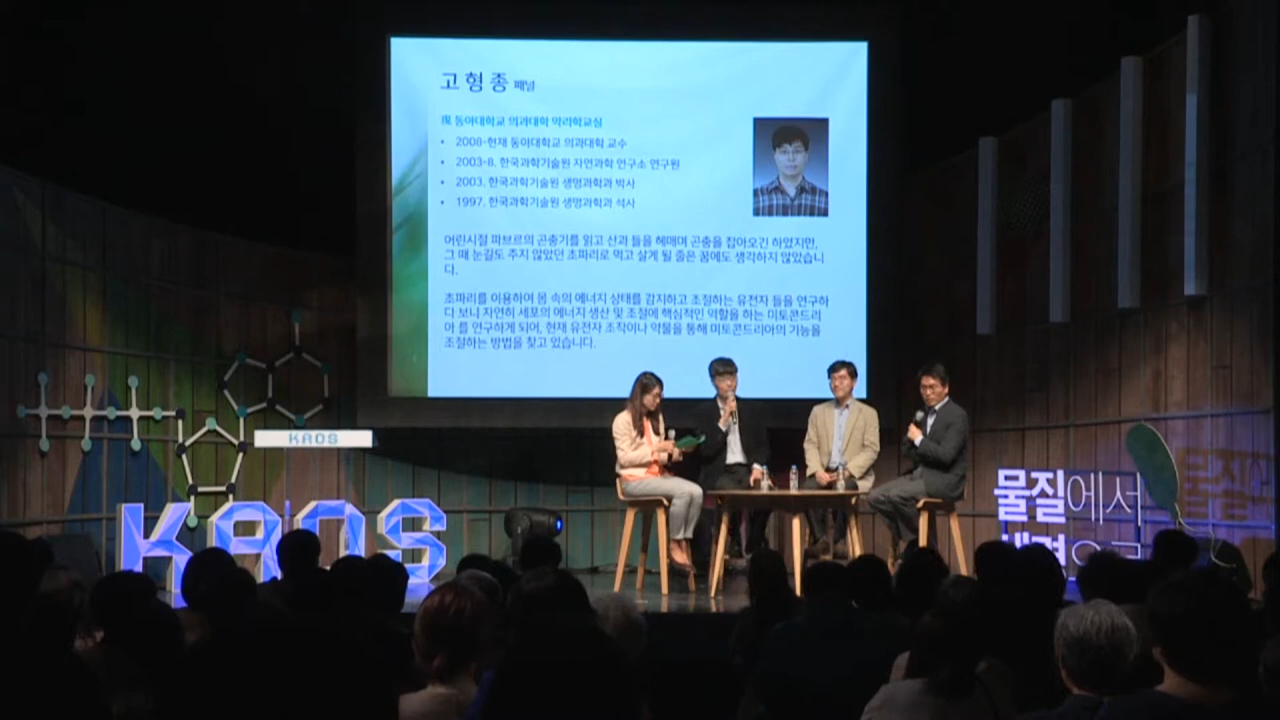 고형종 패널
現 동아대학교 의과대학 약리학교실
• 2008-현재 동아대학교 의과대학 교수
• 2003-8. 한국과학기술원 자연과학 연구소 연구원
• 2003. 한국과학기술원 생명과학과 박사
• 1997. 한국과학기술원 생명과학과 석사
어린시절 파브르의 곤충기를 읽고 산과 들을 헤매며 곤충을 잡아오긴 하였지만,
그 때 눈길도 주지 않았던 초파리로 먹고 살게 될 줄은 꿈에도 생각하지 않았습니
다.
초파리를 이용하여 몸 속의 에너지 상태를 감지하고 조절하는 유전자 들을 연구하
다 보니 자연히 세포의 에너지 생산 및 조절에 핵심적인 역할을 하는 미토콘드리
아 를 연구하게 되어, 현재 유전자 조작이나 약물을 통해 미토콘드리아의 기능을
조절하는 방법을 찾고 있습니다.
KAOS
KAOS
물질에서
생명으로